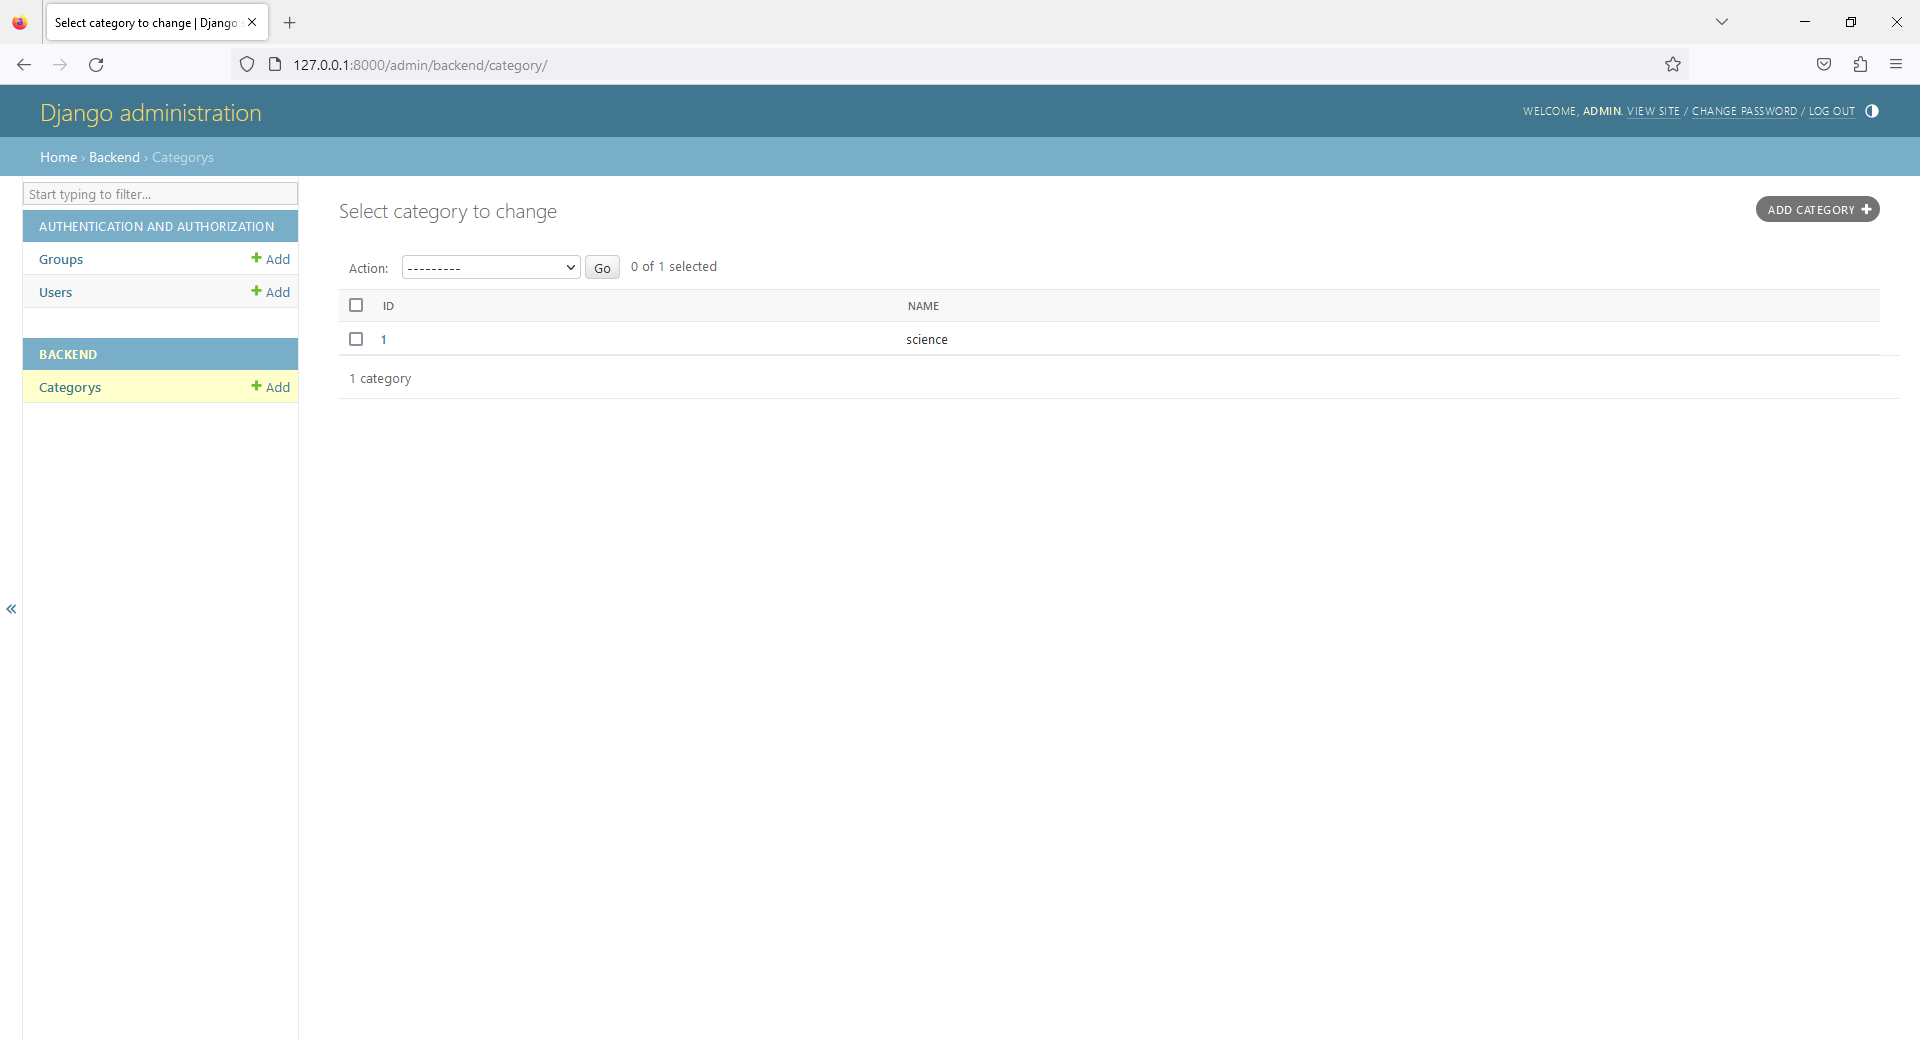 Select category to change | Django
127.0.0.1:8000/admin/backend/category/
Django administration
WELCOME, ADMIN. VIEW SITE / CHANGE PASSWORD / LOG OUT
Home › Backend › Categorys
Start typing to filter...
AUTHENTICATION AND AUTHORIZATION
Groups + Add
Users + Add
BACKEND
Categorys + Add
«
Select category to change
ADD CATEGORY +
Action: --------- Go 0 of 1 selected
ID NAME
1 science
1 category